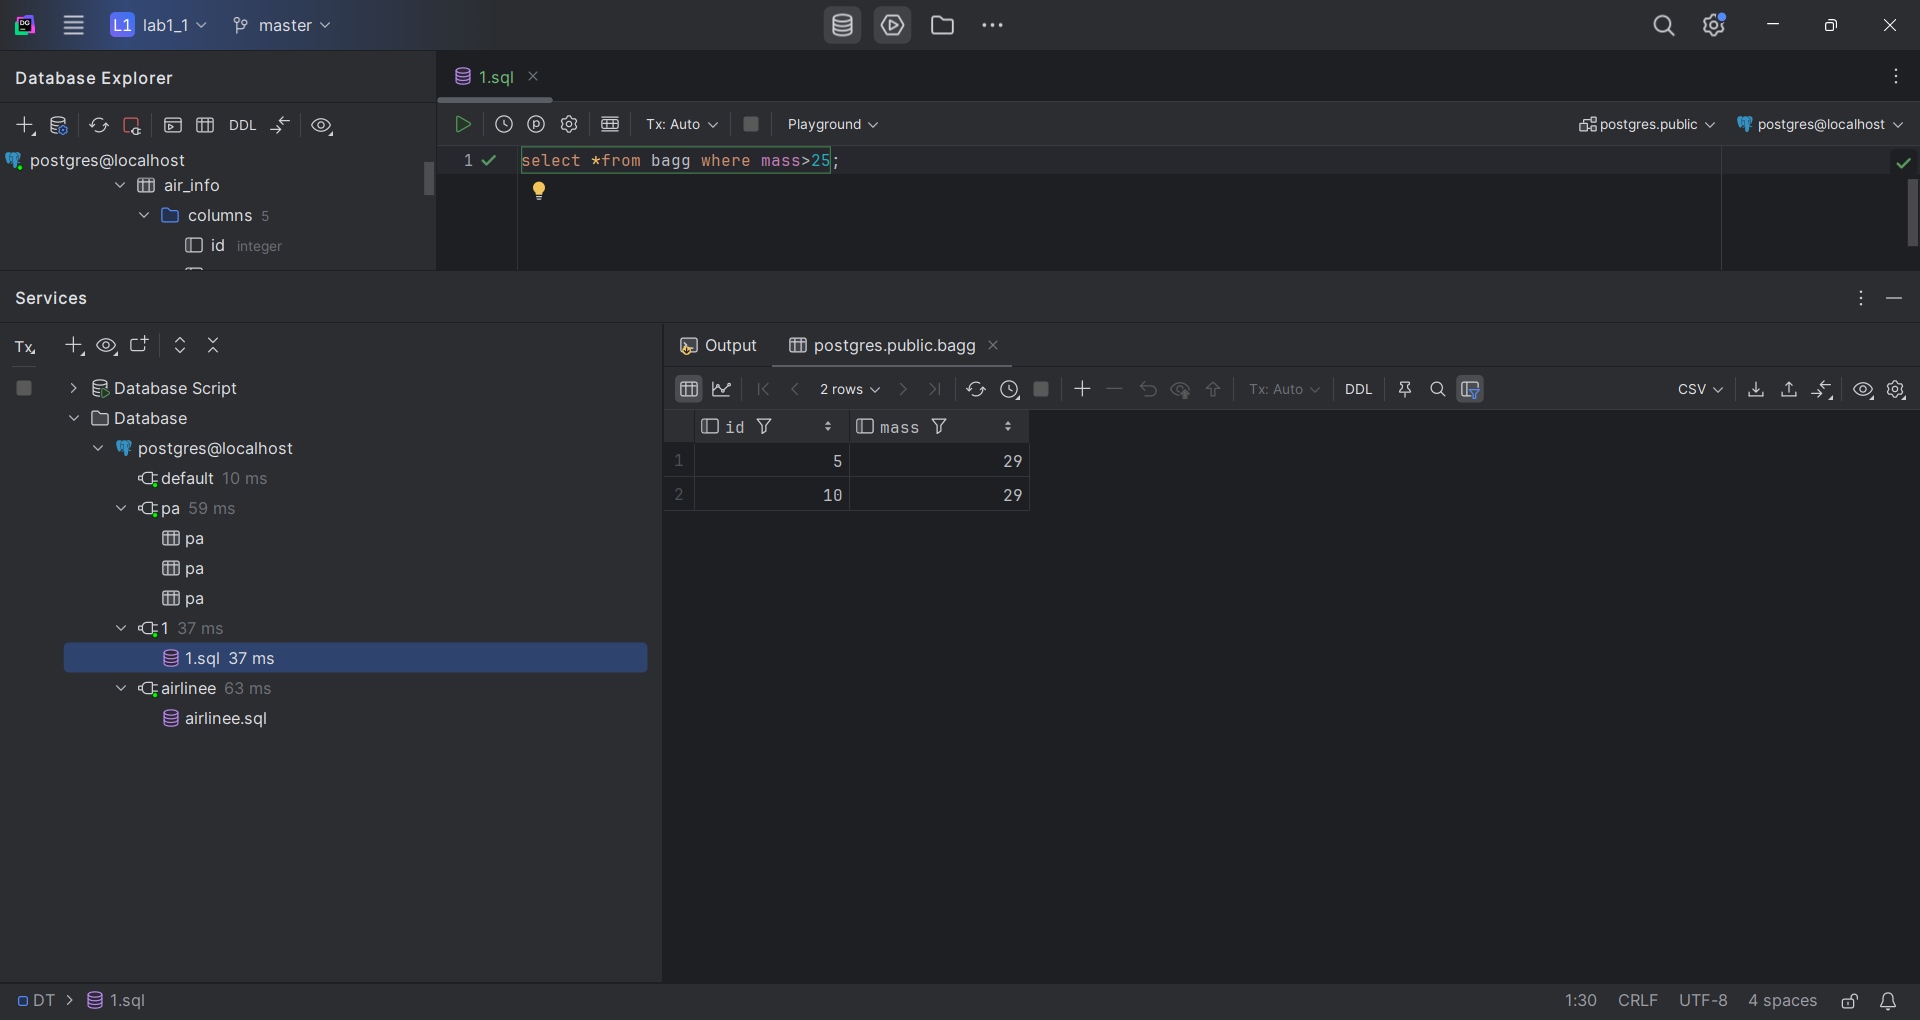 L1 lab1_1 master
Database Explorer
1.sql
DDL
Tx: Auto Playground postgres.public postgres@localhost
postgres@localhost
air_info
columns 5
id integer
1 select *from bagg where mass>25;
Services
Tx
Output postgres.public.bagg
2 rows Tx: Auto DDL CSV
Database Script
Database
postgres@localhost
default 10 ms
pa 59 ms
pa
pa
pa
1 37 ms
1.sql 37 ms
airlinee 63 ms
airlinee.sql
id mass
1 5 29
2 10 29
DT 1.sql
1:30 CRLF UTF-8 4 spaces